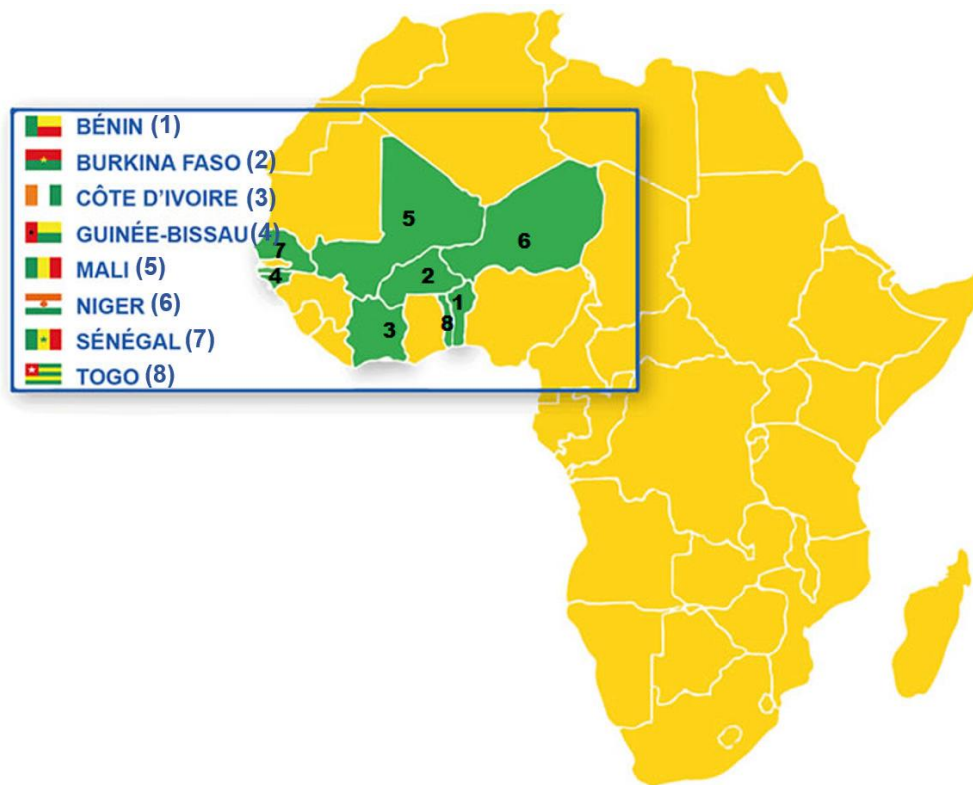 BÉNIN (1)
BURKINA FASO (2)
CÔTE D'IVOIRE (3)
GUINÉE-BISSAU (4)
MALI (5)
NIGER (6)
SÉNÉGAL (7)
TOGO (8)
5
6
7
4
2
1
3
8